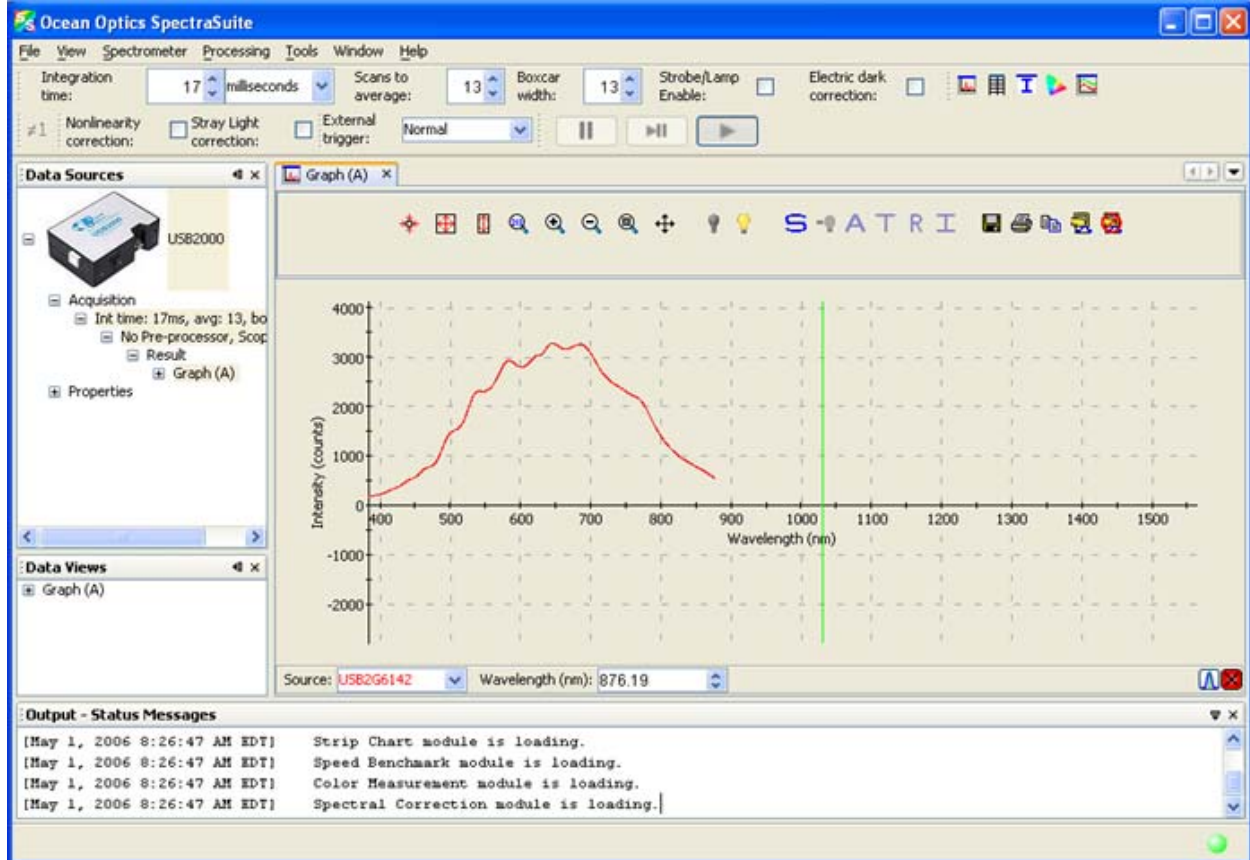 Ocean Optics SpectraSuite
File View Spectrometer Processing Tools Window Help
Integration time: 17 milliseconds Scans to average: 13 Boxcar width: 13 Strobe/Lamp Enable: Electric dark correction:
≠1 Nonlinearity correction: Stray Light correction: External trigger: Normal
Data Sources
USB2000
Acquisition
Int time: 17ms, avg: 13, bo
No Pre-processor, Scop
Result
Graph (A)
Properties
Data Views
Graph (A)
Graph (A)
S A T R I
4000
3000
2000
1000
0
-1000
-2000
Intensity (counts)
400 500 600 700 800 900 1000 1100 1200 1300 1400 1500
Wavelength (nm)
Source: USB2G6142 Wavelength (nm): 876.19
Output - Status Messages
[May 1, 2006 8:26:47 AM EDT] Strip Chart module is loading.
[May 1, 2006 8:26:47 AM EDT] Speed Benchmark module is loading.
[May 1, 2006 8:26:47 AM EDT] Color Measurement module is loading.
[May 1, 2006 8:26:47 AM EDT] Spectral Correction module is loading.